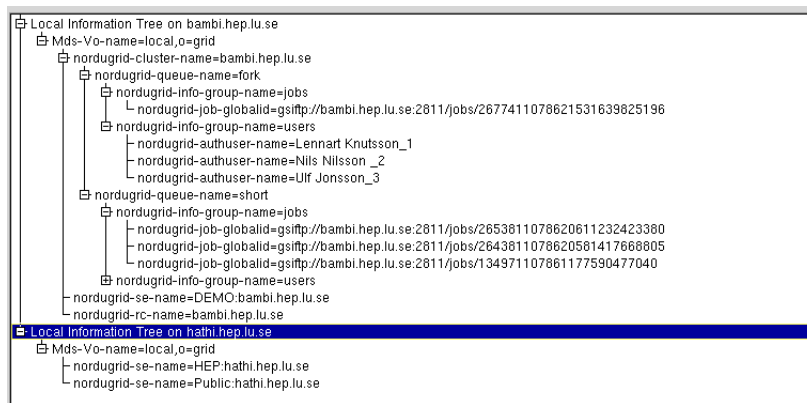 Local Information Tree on bambi.hep.lu.se
Mds-Vo-name=local,o=grid
nordugrid-cluster-name=bambi.hep.lu.se
nordugrid-queue-name=fork
nordugrid-info-group-name=jobs
nordugrid-job-globalid=gsiftp://bambi.hep.lu.se:2811/jobs/2677411078621531639825196
nordugrid-info-group-name=users
nordugrid-authuser-name=Lennart Knutsson_1
nordugrid-authuser-name=Nils Nilsson _2
nordugrid-authuser-name=Ulf Jonsson_3
nordugrid-queue-name=short
nordugrid-info-group-name=jobs
nordugrid-job-globalid=gsiftp://bambi.hep.lu.se:2811/jobs/2653811078620611232423380
nordugrid-job-globalid=gsiftp://bambi.hep.lu.se:2811/jobs/2643811078620581417668805
nordugrid-job-globalid=gsiftp://bambi.hep.lu.se:2811/jobs/134971107861177590477040
nordugrid-info-group-name=users
nordugrid-se-name=DEMO:bambi.hep.lu.se
nordugrid-rc-name=bambi.hep.lu.se
Local Information Tree on hathi.hep.lu.se
Mds-Vo-name=local,o=grid
nordugrid-se-name=HEP:hathi.hep.lu.se
nordugrid-se-name=Public:hathi.hep.lu.se